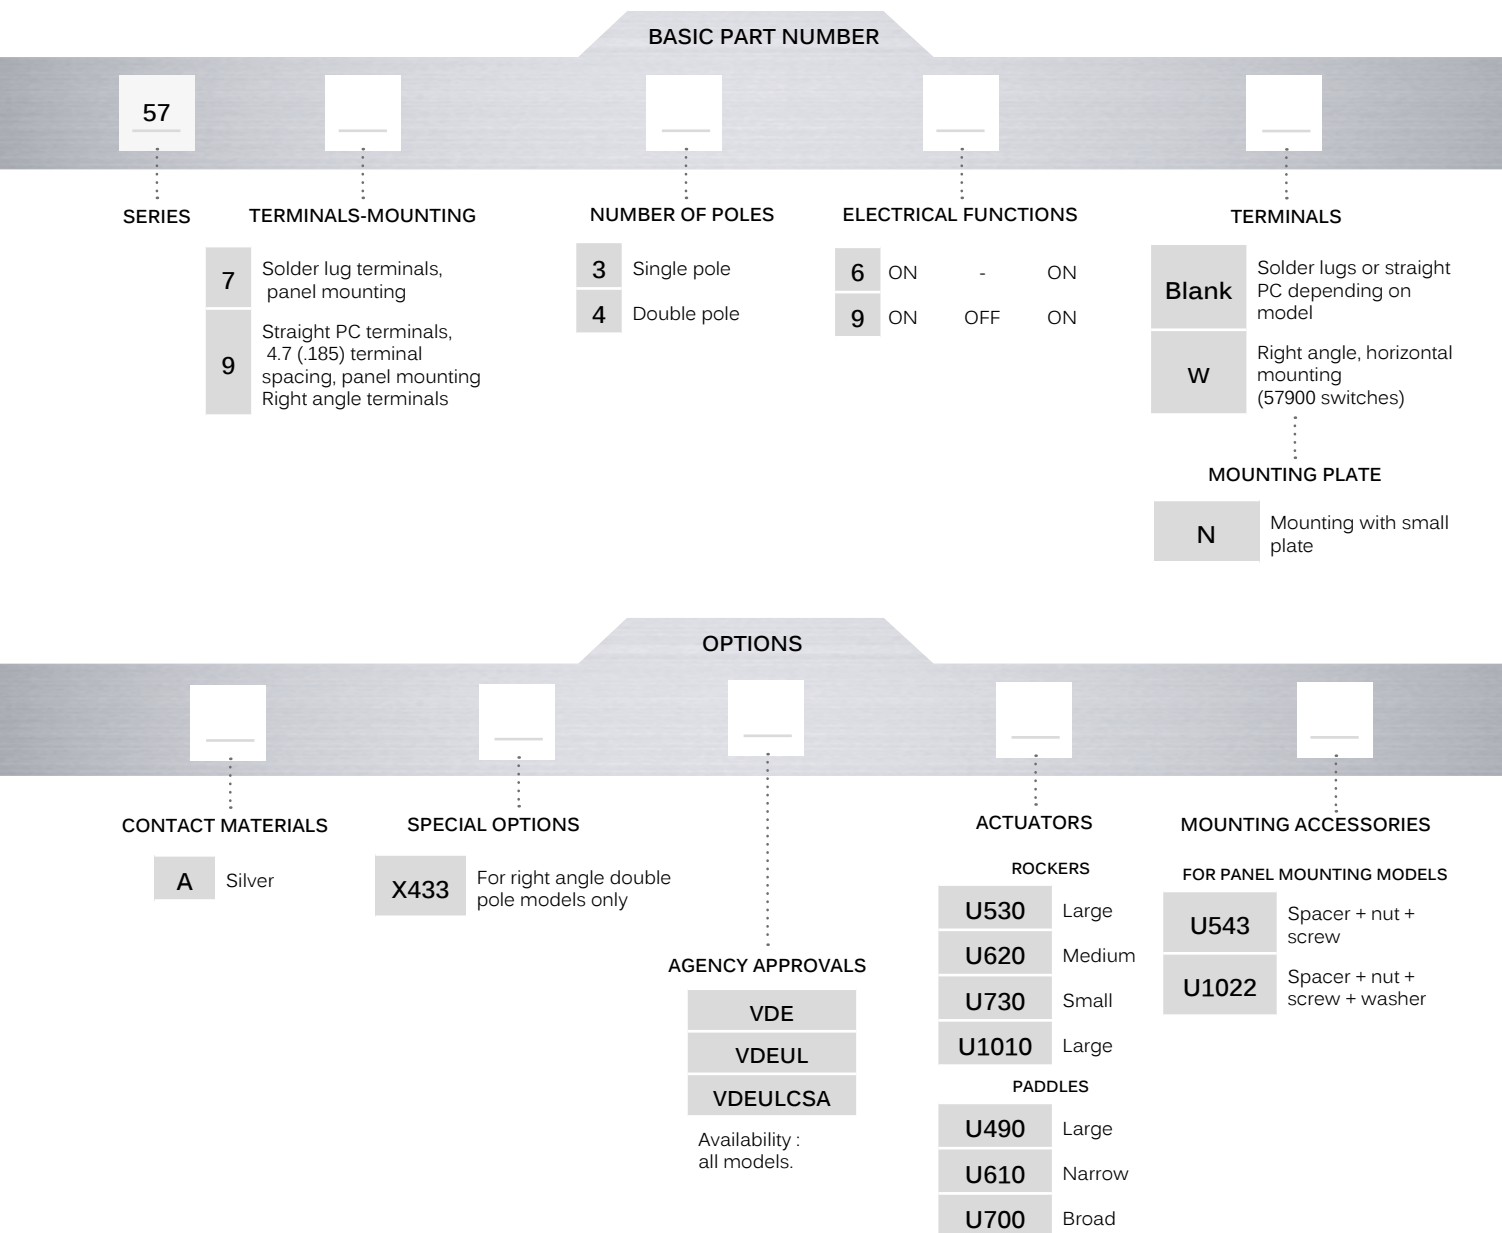 BASIC PART NUMBER
57
SERIES
TERMINALS-MOUNTING
7
Solder lug terminals,
panel mounting
9
Straight PC terminals,
4.7 (.185) terminal
spacing, panel mounting
Right angle terminals
NUMBER OF POLES
3 Single pole
4 Double pole
ELECTRICAL FUNCTIONS
6 ON - ON
9 ON OFF ON
TERMINALS
Blank
Solder lugs or straight
PC depending on
model
W
Right angle, horizontal
mounting
(57900 switches)
MOUNTING PLATE
N
Mounting with small
plate
OPTIONS
CONTACT MATERIALS
A Silver
SPECIAL OPTIONS
X433
For right angle double
pole models only
AGENCY APPROVALS
VDE
VDEUL
VDEULCSA
Availability :
all models.
ACTUATORS
ROCKERS
U530 Large
U620 Medium
U730 Small
U1010 Large
PADDLES
U490 Large
U610 Narrow
U700 Broad
MOUNTING ACCESSORIES
FOR PANEL MOUNTING MODELS
U543
Spacer + nut +
screw
U1022
Spacer + nut +
screw + washer